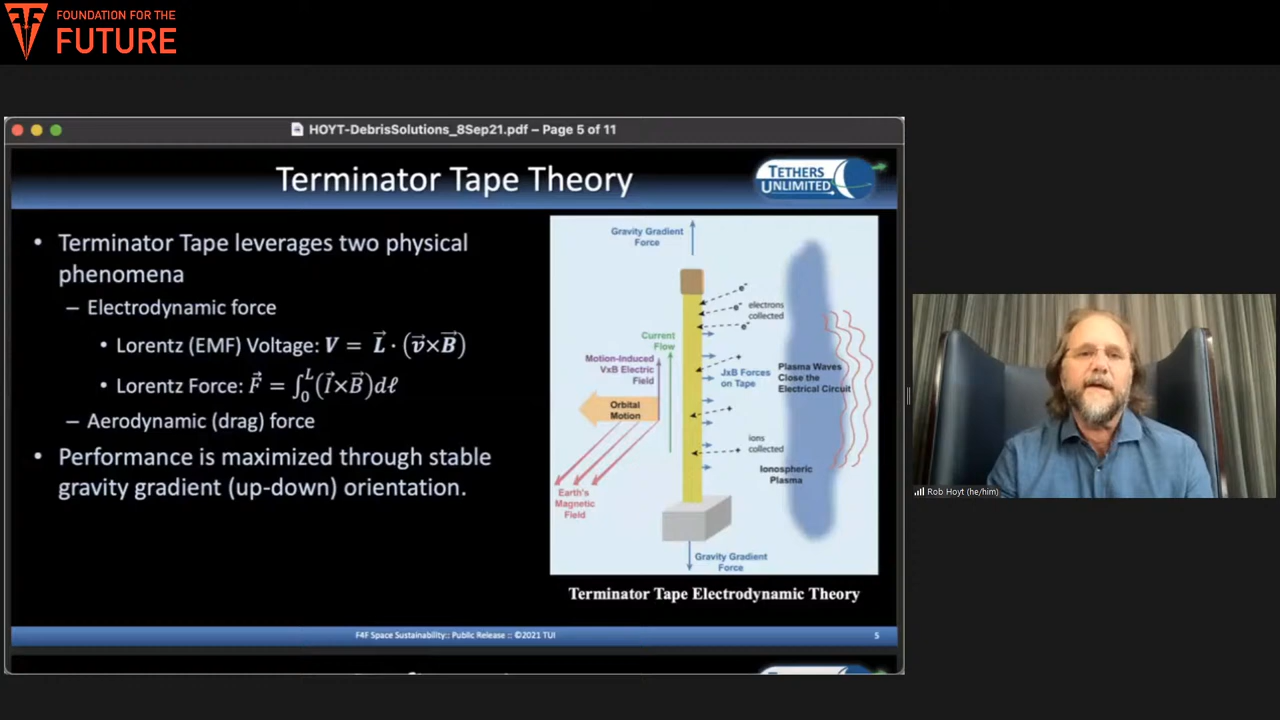 FOUNDATION FOR THE
FUTURE
HOYT-DebrisSolutions_8Sep21.pdf – Page 5 of 11
Terminator Tape Theory
TETHERS
UNLIMITED
• Terminator Tape leverages two physical
phenomena
– Electrodynamic force
• Lorentz (EMF) Voltage: V = L⃗ · (v⃗×B⃗)
• Lorentz Force: F⃗ = ∫₀ᴸ(I⃗×B⃗)dℓ
– Aerodynamic (drag) force
• Performance is maximized through stable
gravity gradient (up-down) orientation.
Gravity Gradient
Force
e-
e-
e-
electrons
collected
Current
Flow
Motion-Induced
VxB Electric
Field
+
JxB Forces
on Tape
Plasma Waves
Close the
Electrical Circuit
Orbital
Motion
+
ions
collected
+
Ionospheric
Plasma
Earth's
Magnetic
Field
Gravity Gradient
Force
Terminator Tape Electrodynamic Theory
F4F Space Sustainability:: Public Release :: ©2021 TUI
5
Rob Hoyt (he/him)